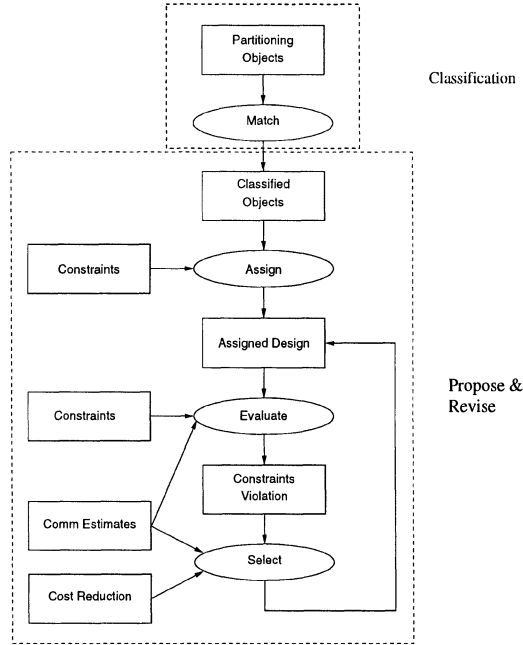 Partitioning
Objects
Classification
Match
Classified
Objects
Constraints
Assign
Assigned Design
Propose &
Revise
Constraints
Evaluate
Constraints
Violation
Comm Estimates
Select
Cost Reduction